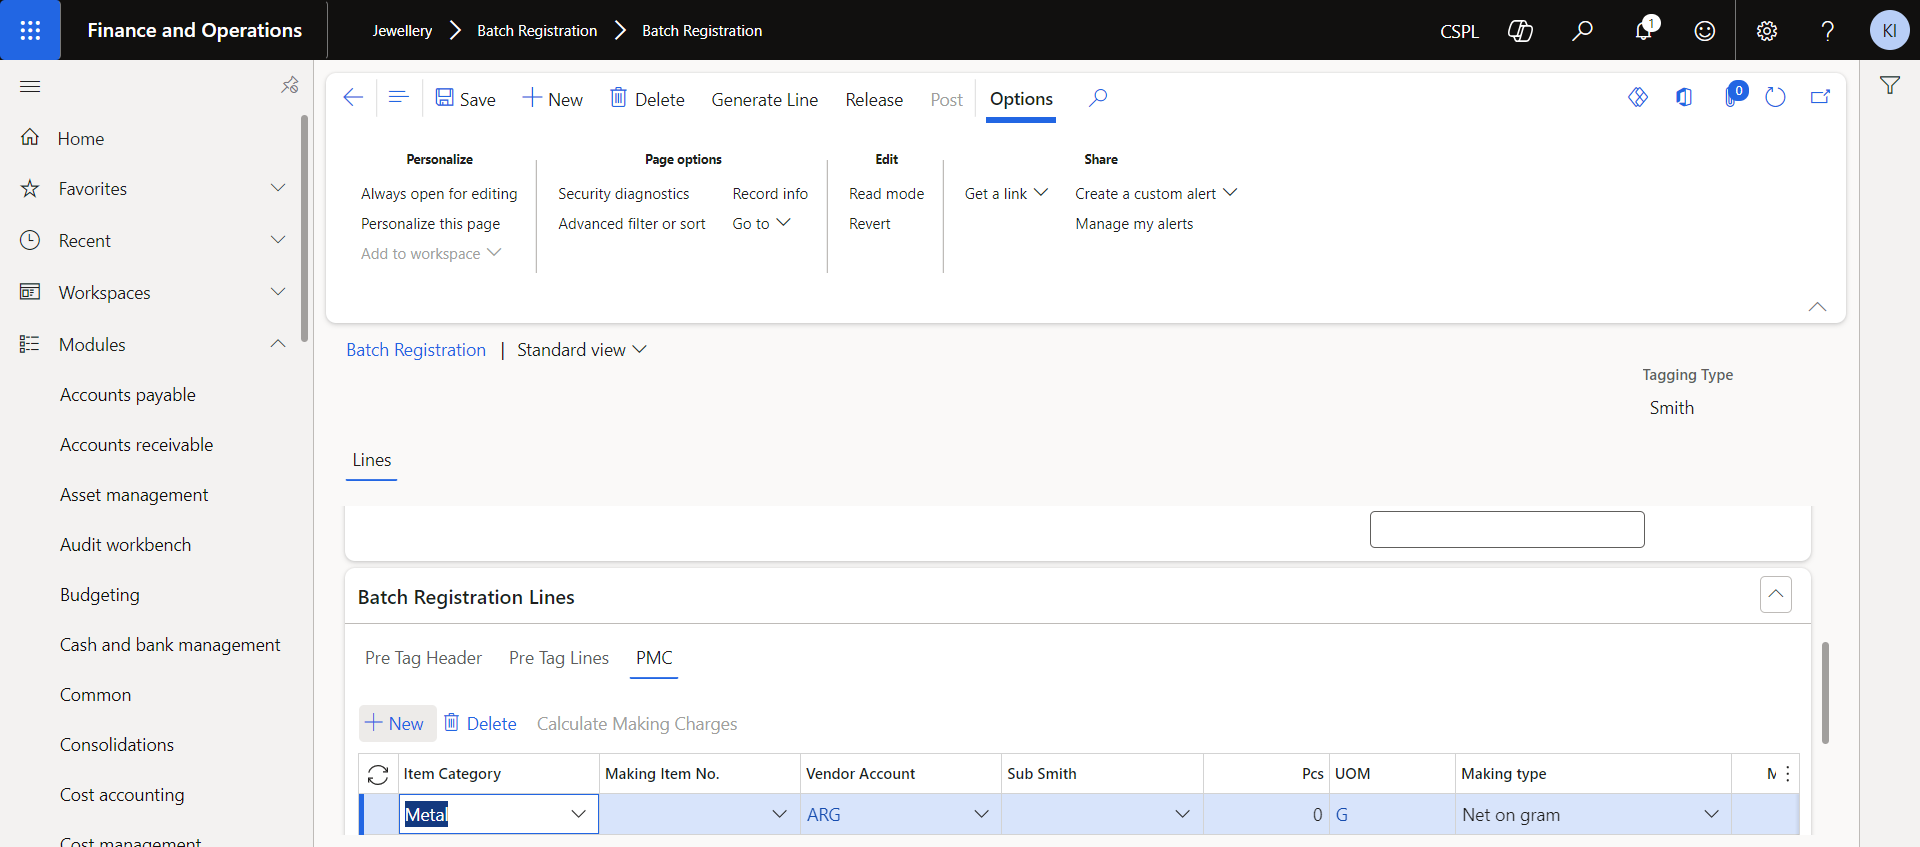 Finance and Operations
Jewellery
Batch Registration
Batch Registration
CSPL
1
?
KI
Save
New
Delete
Generate Line
Release
Post
Options
0
Home
Favorites
Recent
Workspaces
Modules
Accounts payable
Accounts receivable
Asset management
Audit workbench
Budgeting
Cash and bank management
Common
Consolidations
Cost accounting
Cost management
Personalize
Always open for editing
Personalize this page
Add to workspace
Page options
Security diagnostics
Record info
Advanced filter or sort
Go to
Edit
Read mode
Revert
Share
Get a link
Create a custom alert
Manage my alerts
Batch Registration | Standard view
Tagging Type
Smith
Lines
Batch Registration Lines
Pre Tag Header
Pre Tag Lines
PMC
New
Delete
Calculate Making Charges
Item Category
Making Item No.
Vendor Account
Sub Smith
Pcs
UOM
Making type
Metal
ARG
0
G
Net on gram